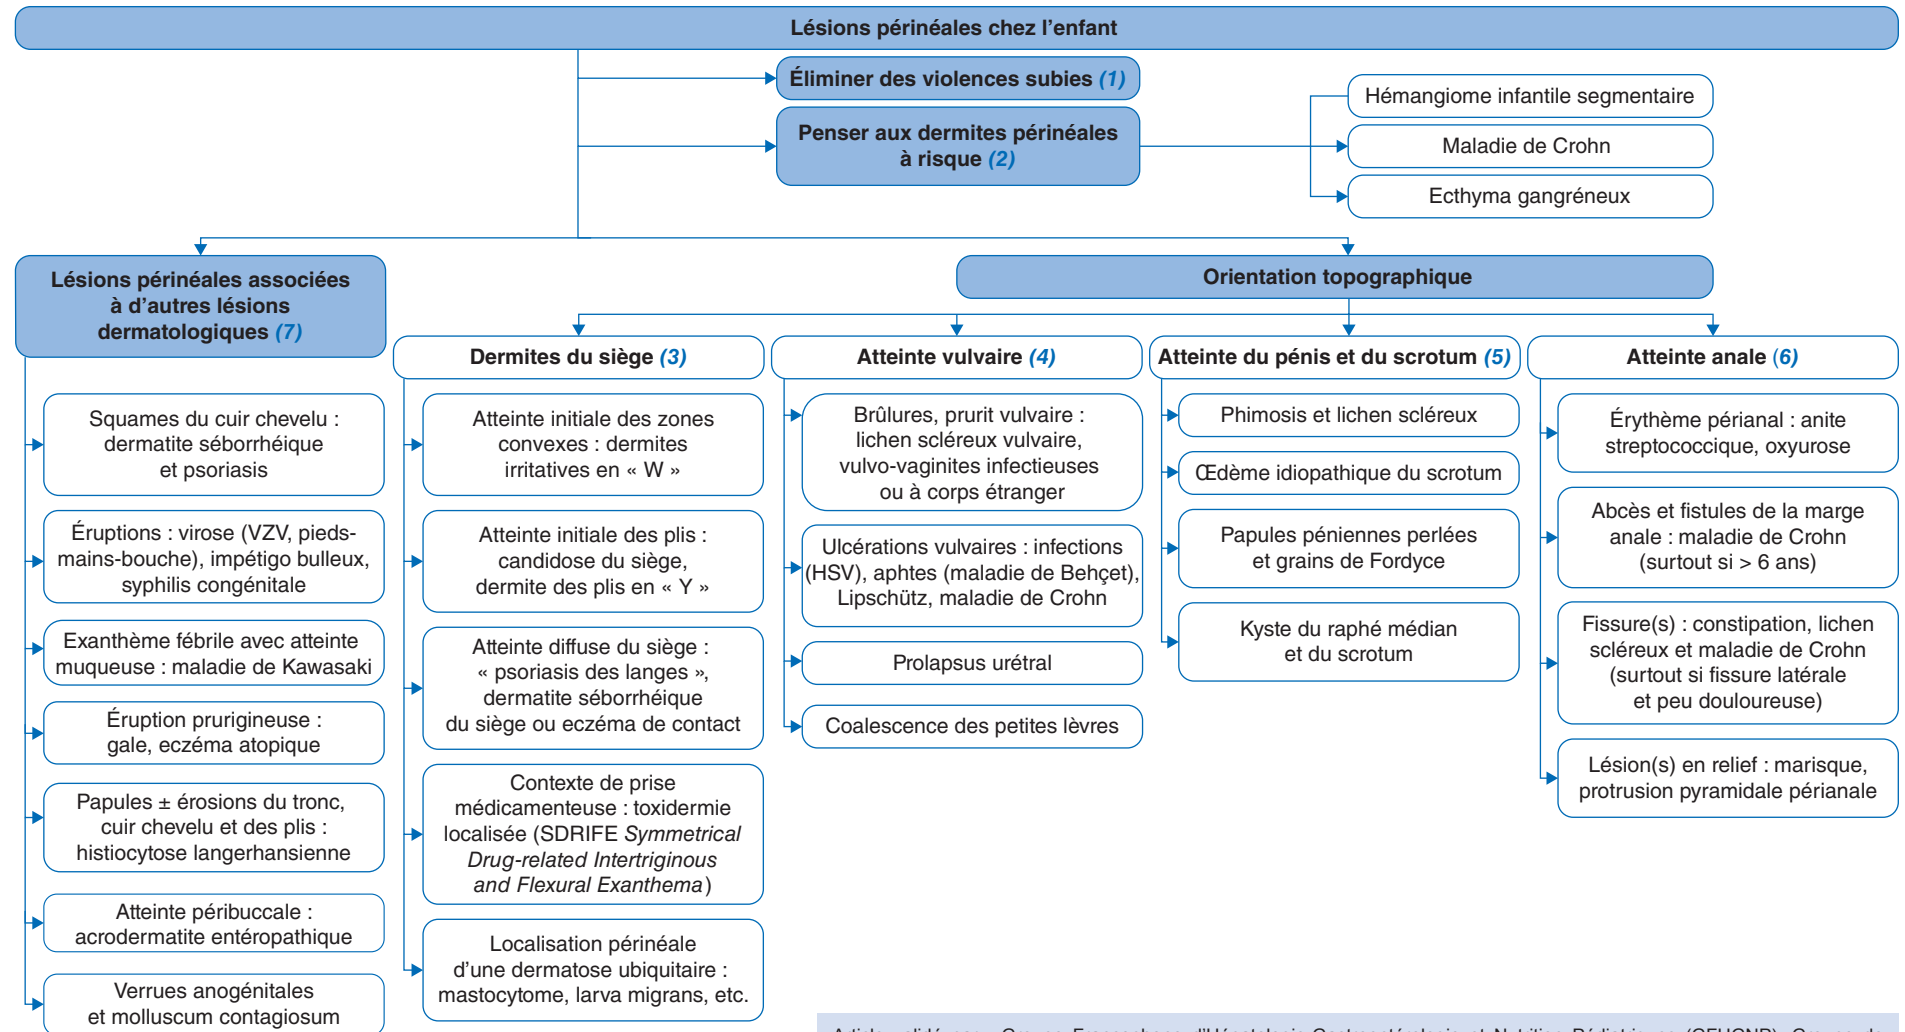 Lésions périnéales chez l'enfant
Éliminer des violences subies (1)
Penser aux dermites périnéales
à risque (2)
Hémangiome infantile segmentaire
Maladie de Crohn
Ecthyma gangréneux
Lésions périnéales associées
à d'autres lésions
dermatologiques (7)
Orientation topographique
Squames du cuir chevelu :
dermatite séborrhéique
et psoriasis
Éruptions : virose (VZV, pieds-
mains-bouche), impétigo bulleux,
syphilis congénitale
Exanthème fébrile avec atteinte
muqueuse : maladie de Kawasaki
Éruption prurigineuse :
gale, eczéma atopique
Papules ± érosions du tronc,
cuir chevelu et des plis :
histiocytose langerhansienne
Atteinte péribuccale :
acrodermatite entéropathique
Verrues anogénitales
et molluscum contagiosum
Dermites du siège (3)
Atteinte initiale des zones
convexes : dermites
irritatives en « W »
Atteinte initiale des plis :
candidose du siège,
dermite des plis en « Y »
Atteinte diffuse du siège :
« psoriasis des langes »,
dermatite séborrhéique
du siège ou eczéma de contact
Contexte de prise
médicamenteuse : toxidermie
localisée (SDRIFE Symmetrical
Drug-related Intertriginous
and Flexural Exanthema)
Localisation périnéale
d'une dermatose ubiquitaire :
mastocytome, larva migrans, etc.
Atteinte vulvaire (4)
Brûlures, prurit vulvaire :
lichen scléreux vulvaire,
vulvo-vaginites infectieuses
ou à corps étranger
Ulcérations vulvaires : infections
(HSV), aphtes (maladie de Behçet),
Lipschütz, maladie de Crohn
Prolapsus urétral
Coalescence des petites lèvres
Atteinte du pénis et du scrotum (5)
Phimosis et lichen scléreux
Œdème idiopathique du scrotum
Papules péniennes perlées
et grains de Fordyce
Kyste du raphé médian
et du scrotum
Atteinte anale (6)
Érythème périanal : anite
streptococcique, oxyurose
Abcès et fistules de la marge
anale : maladie de Crohn
(surtout si > 6 ans)
Fissure(s) : constipation, lichen
scléreux et maladie de Crohn
(surtout si fissure latérale
et peu douloureuse)
Lésion(s) en relief : marisque,
protrusion pyramidale périanale